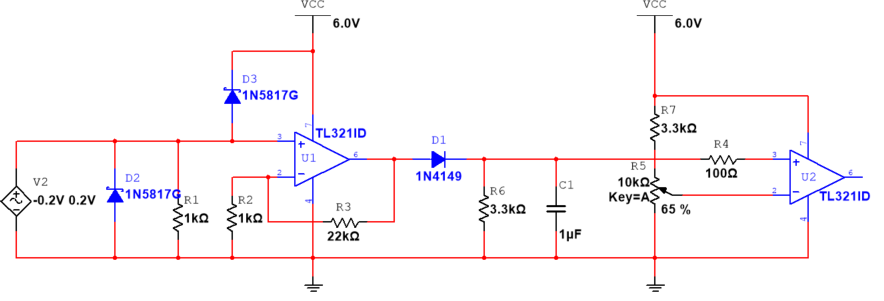 VCC
6.0V
VCC
6.0V
D3
1N5817G
R7
3.3kΩ
TL321ID
3
7
6
U1
2
4
D1
1N4149
R4
100Ω
3
7
6
U2
2
4
TL321ID
V2
-0.2V 0.2V
D2
1N5817G
R1
1kΩ
R2
1kΩ
R3
22kΩ
R6
3.3kΩ
C1
1µF
R5
10kΩ
Key=A
65 %